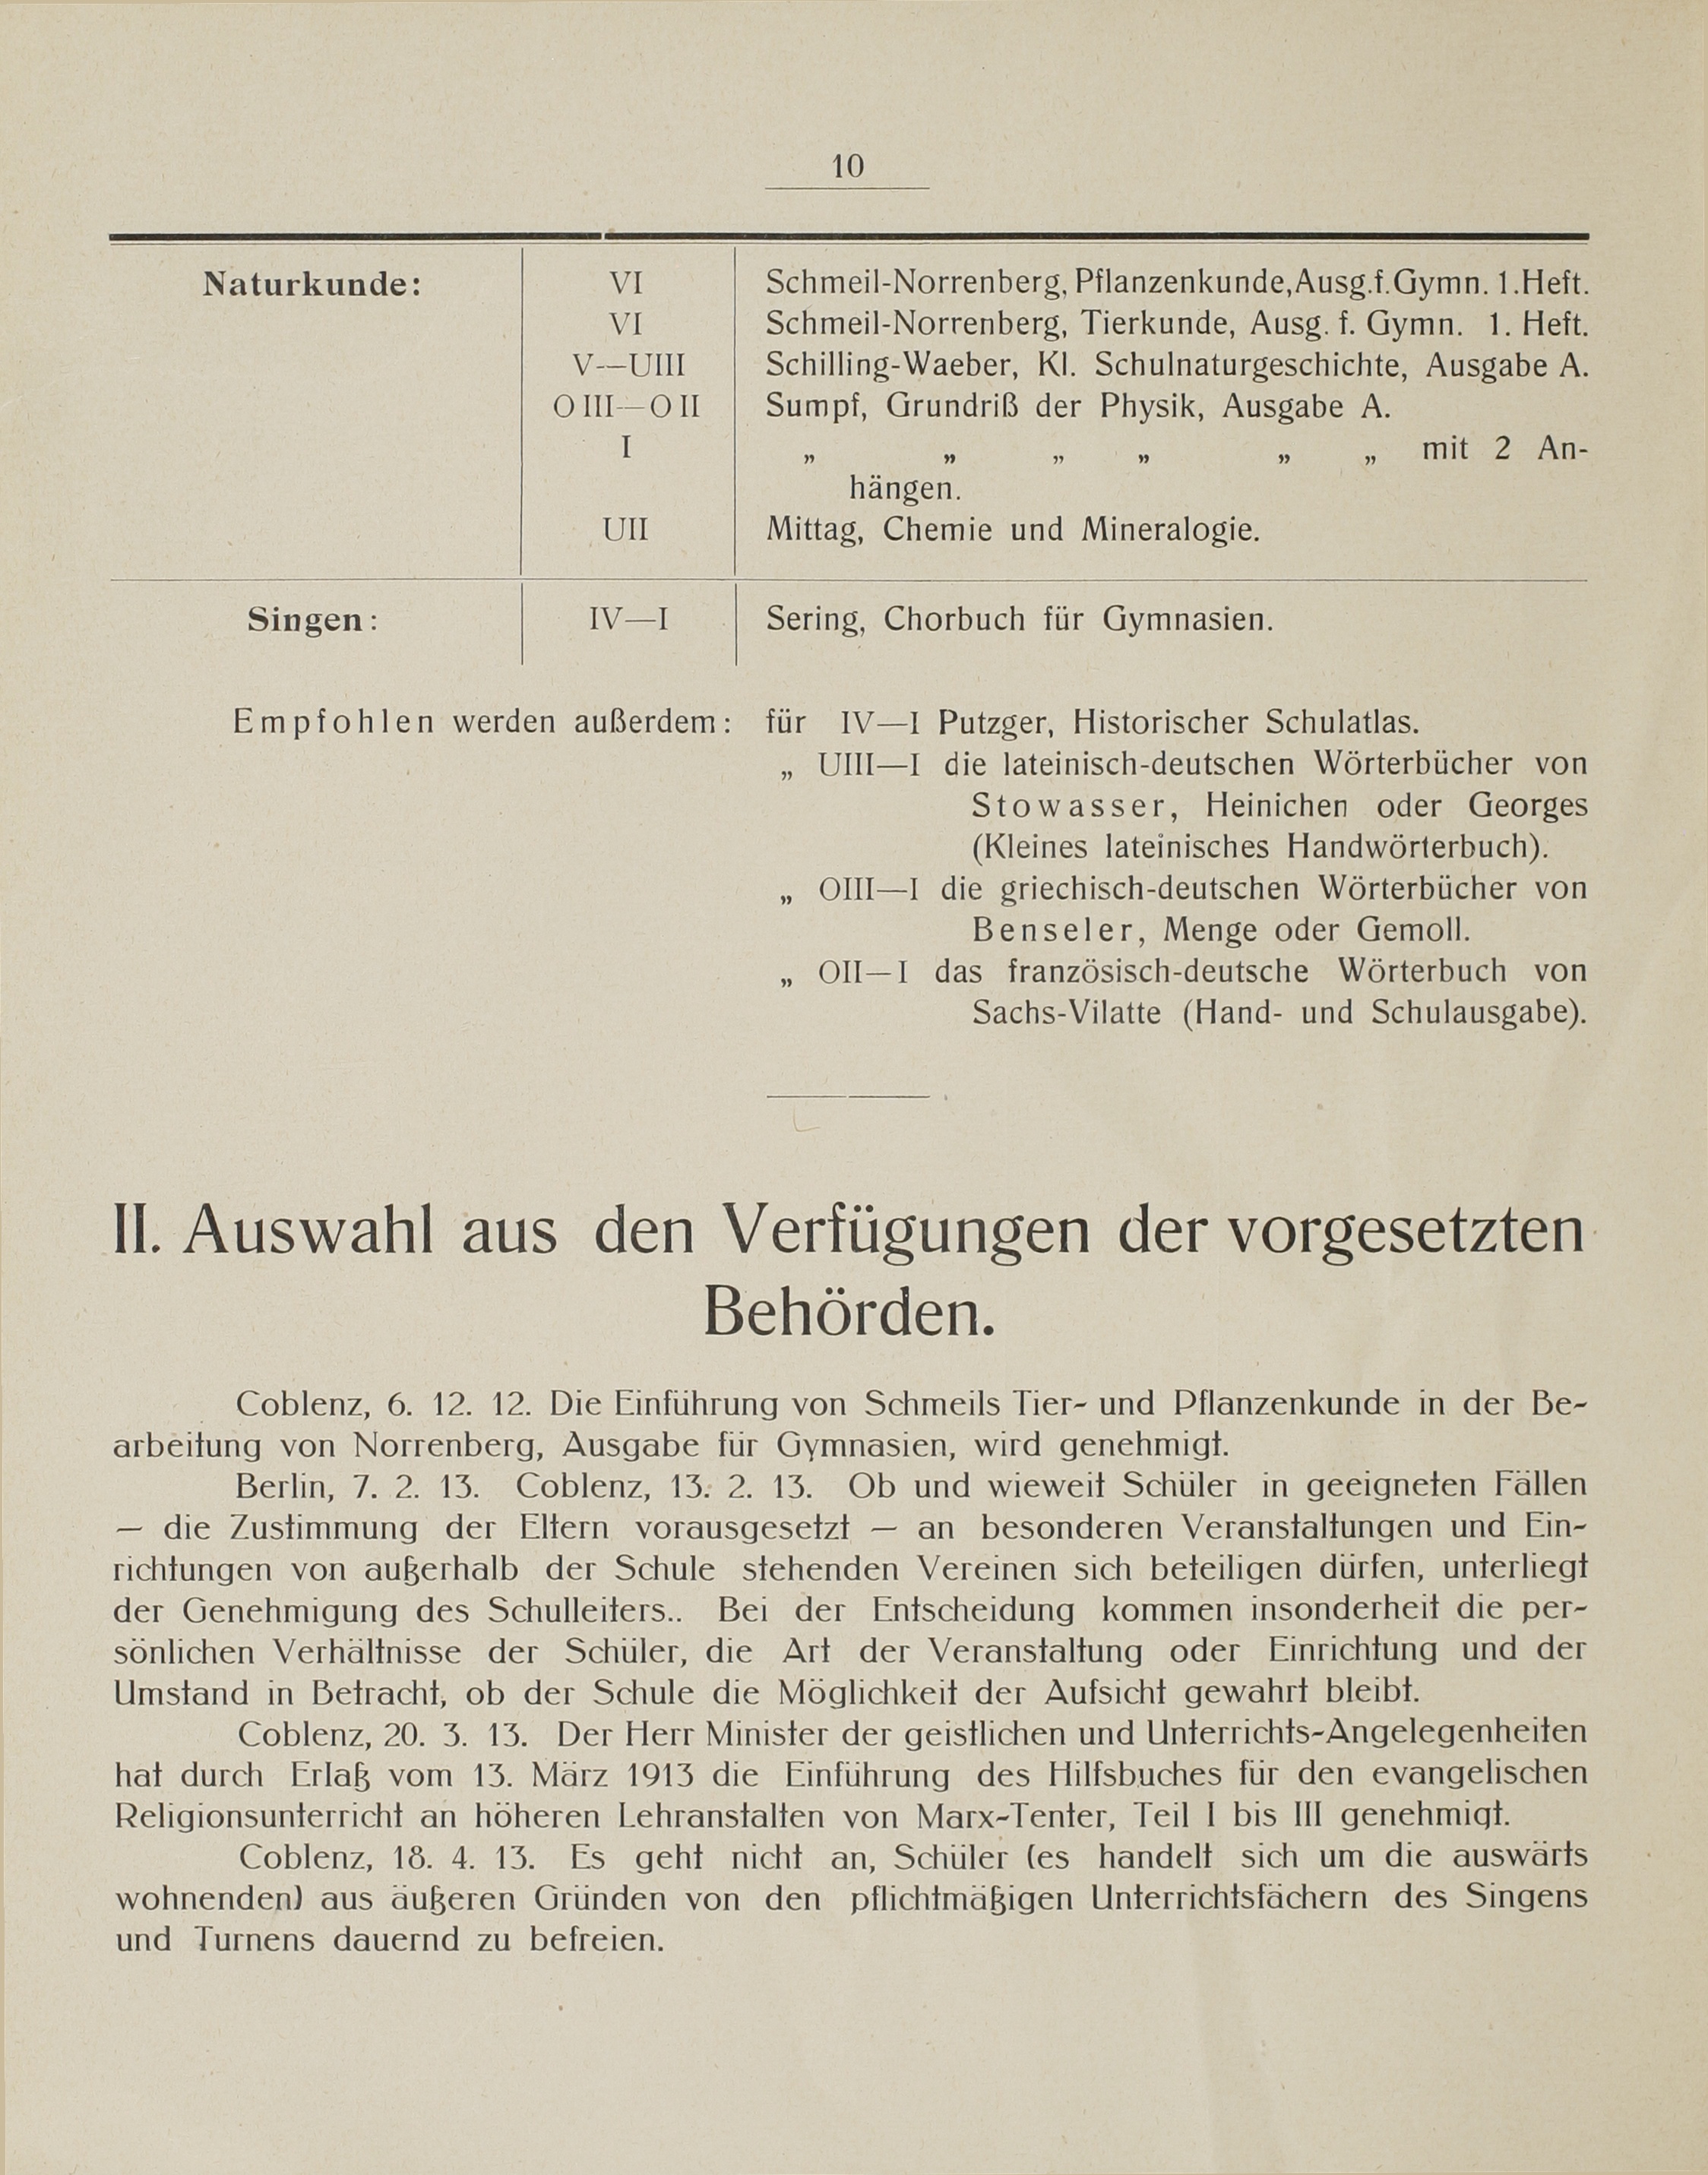 10
Naturkunde: VI Schmeil-Norrenberg, Pflanzenkunde, Ausg. f. Gymn. 1. Heft.
VI Schmeil-Norrenberg, Tierkunde, Ausg. f. Gymn. 1. Heft.
V—UIII Schilling-Waeber, Kl. Schulnaturgeschichte, Ausgabe A.
OIII—OII Sumpf, Grundriß der Physik, Ausgabe A.
I „ „ „ „ „ „ mit 2 An-
hängen.
UII Mittag, Chemie und Mineralogie.
Singen: IV—I Sering, Chorbuch für Gymnasien.
Empfohlen werden außerdem: für IV—I Putzger, Historischer Schulatlas.
„ UIII—I die lateinisch-deutschen Wörterbücher von
Stowasser, Heinichen oder Georges
(Kleines lateinisches Handwörterbuch).
„ OIII—I die griechisch-deutschen Wörterbücher von
Benseler, Menge oder Gemoll.
„ OII—I das französisch-deutsche Wörterbuch von
Sachs-Vilatte (Hand- und Schulausgabe).
II. Auswahl aus den Verfügungen der vorgesetzten
Behörden.
Coblenz, 6. 12. 12. Die Einführung von Schmeils Tier- und Pflanzenkunde in der Be-
arbeitung von Norrenberg, Ausgabe für Gymnasien, wird genehmigt.
Berlin, 7. 2. 13. Coblenz, 13. 2. 13. Ob und wieweit Schüler in geeigneten Fällen
— die Zustimmung der Eltern vorausgesetzt — an besonderen Veranstaltungen und Ein-
richtungen von außerhalb der Schule stehenden Vereinen sich beteiligen dürfen, unterliegt
der Genehmigung des Schulleiters.. Bei der Entscheidung kommen insonderheit die per-
sönlichen Verhältnisse der Schüler, die Art der Veranstaltung oder Einrichtung und der
Umstand in Betracht, ob der Schule die Möglichkeit der Aufsicht gewahrt bleibt.
Coblenz, 20. 3. 13. Der Herr Minister der geistlichen und Unterrichts-Angelegenheiten
hat durch Erlaß vom 13. März 1913 die Einführung des Hilfsbuches für den evangelischen
Religionsunterricht an höheren Lehranstalten von Marx-Tenter, Teil I bis III genehmigt.
Coblenz, 18. 4. 13. Es geht nicht an, Schüler (es handelt sich um die auswärts
wohnenden) aus äußeren Gründen von den pflichtmäßigen Unterrichtsfächern des Singens
und Turnens dauernd zu befreien.